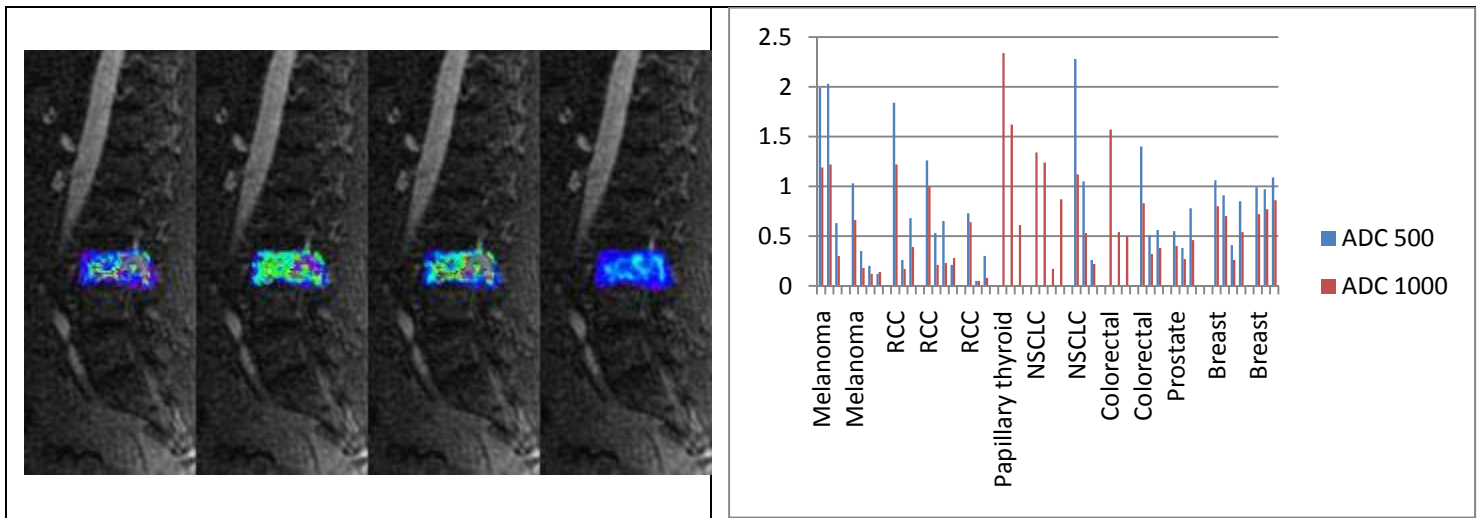 2.5
2
1.5
1
0.5
0
Melanoma
Melanoma
RCC
RCC
RCC
Papillary thyroid
NSCLC
NSCLC
Colorectal
Colorectal
Prostate
Breast
Breast
ADC 500
ADC 1000